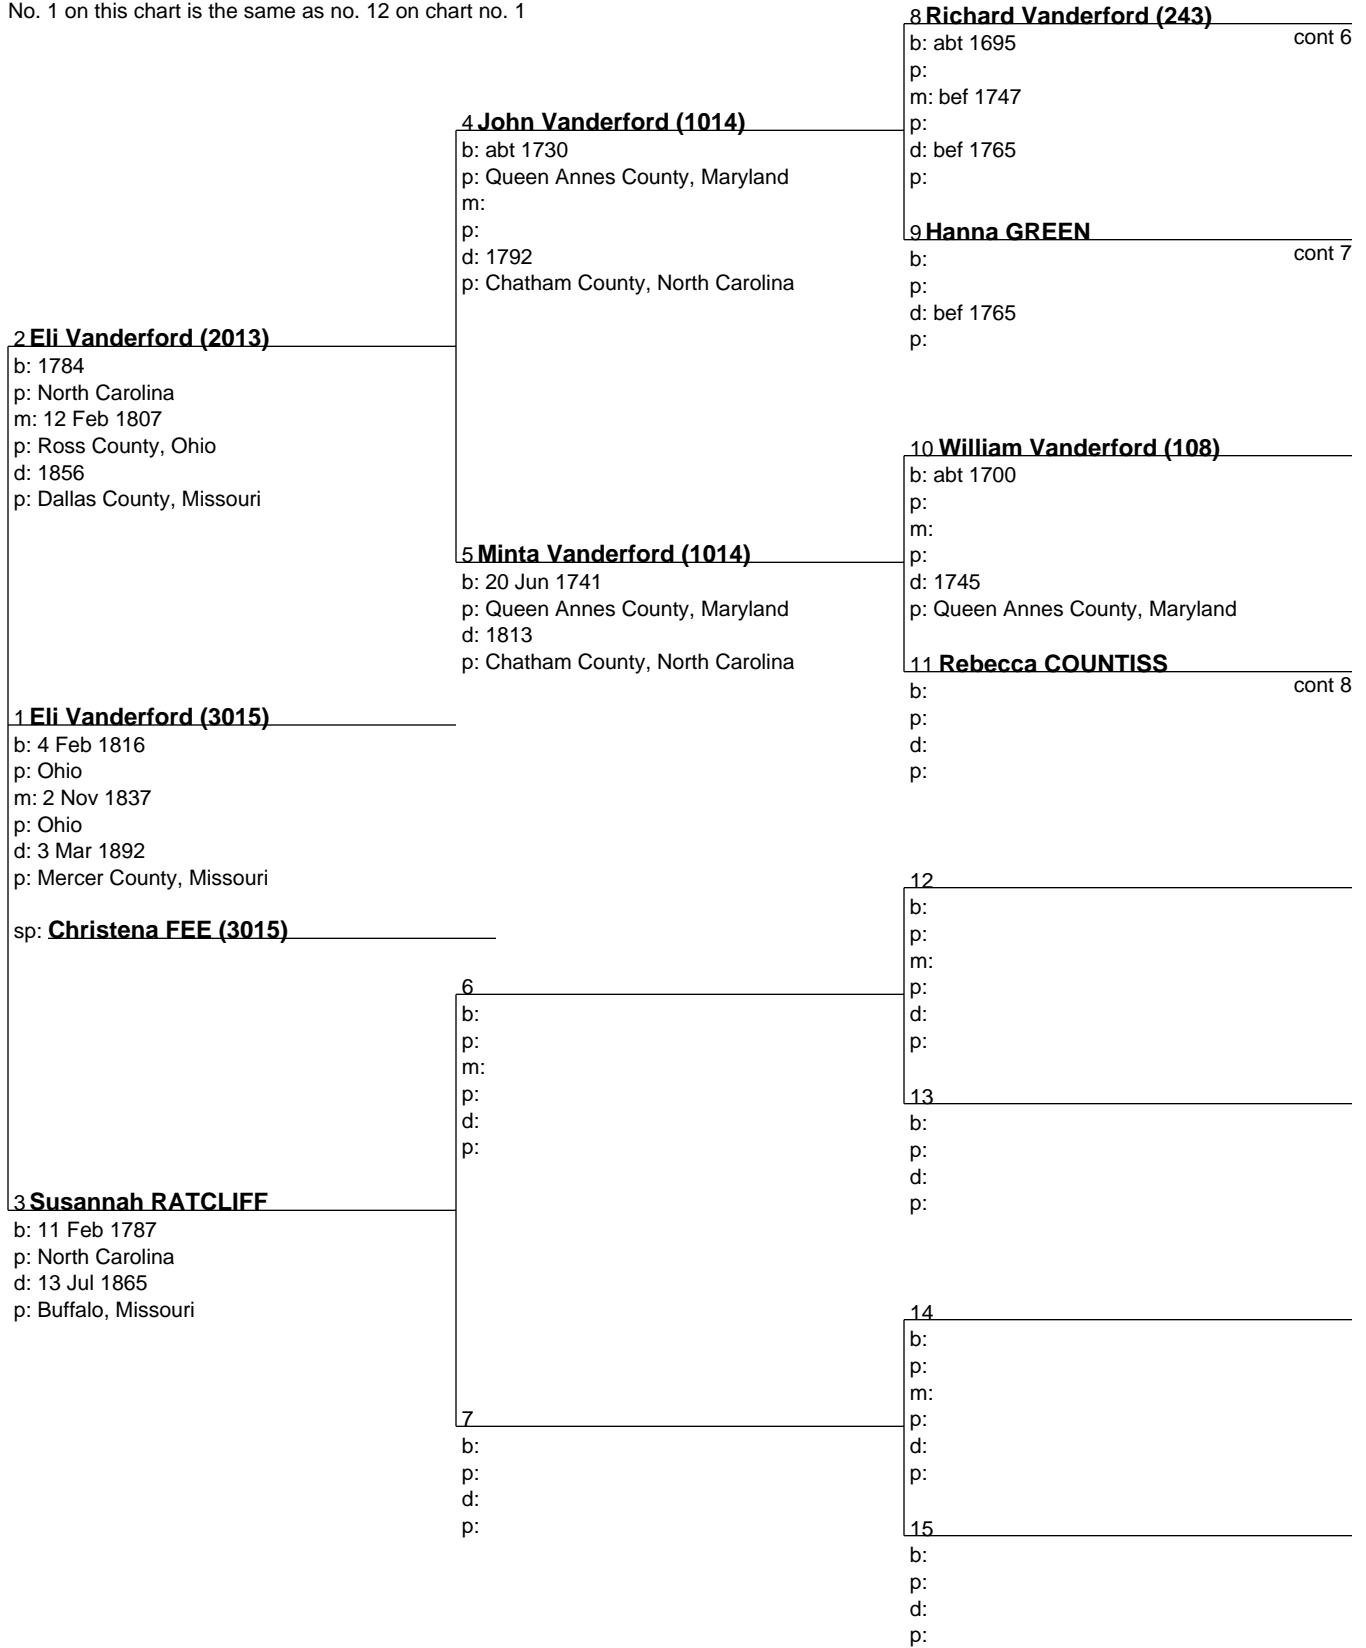 No. 1 on this chart is the same as no. 12 on chart no. 1
8 Richard Vanderford (243)
cont 6
b: abt 1695
p:
m: bef 1747
p:
d: bef 1765
p:
4 John Vanderford (1014)
b: abt 1730
p: Queen Annes County, Maryland
m:
p:
d: 1792
p: Chatham County, North Carolina
9 Hanna GREEN
cont 7
b:
p:
d: bef 1765
p:
2 Eli Vanderford (2013)
b: 1784
p: North Carolina
m: 12 Feb 1807
p: Ross County, Ohio
d: 1856
p: Dallas County, Missouri
10 William Vanderford (108)
b: abt 1700
p:
m:
p:
d: 1745
p: Queen Annes County, Maryland
5 Minta Vanderford (1014)
b: 20 Jun 1741
p: Queen Annes County, Maryland
d: 1813
p: Chatham County, North Carolina
11 Rebecca COUNTISS
cont 8
b:
p:
d:
p:
1 Eli Vanderford (3015)
b: 4 Feb 1816
p: Ohio
m: 2 Nov 1837
p: Ohio
d: 3 Mar 1892
p: Mercer County, Missouri
sp: Christena FEE (3015)
12
b:
p:
m:
p:
d:
p:
6
b:
p:
m:
p:
d:
p:
13
b:
p:
d:
p:
3 Susannah RATCLIFF
b: 11 Feb 1787
p: North Carolina
d: 13 Jul 1865
p: Buffalo, Missouri
14
b:
p:
m:
p:
d:
p:
7
b:
p:
d:
p:
15
b:
p:
d:
p: